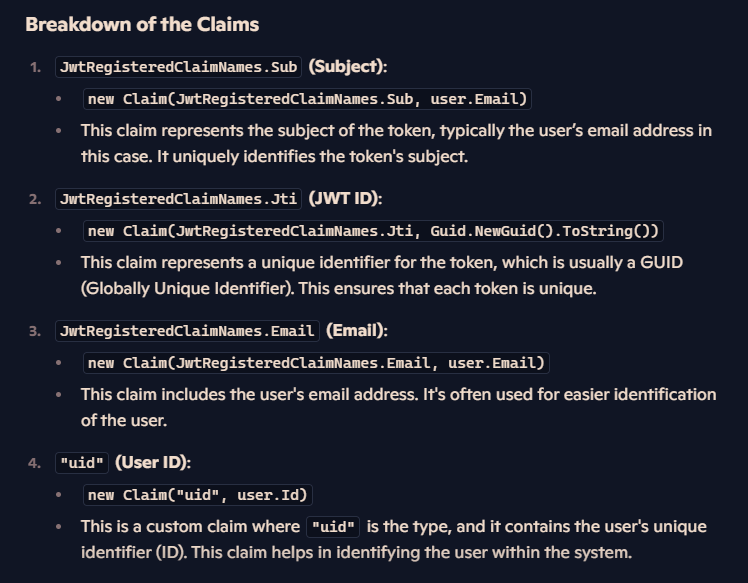 Breakdown of the Claims
1. JwtRegisteredClaimNames.Sub (Subject):
• new Claim(JwtRegisteredClaimNames.Sub, user.Email)
• This claim represents the subject of the token, typically the user's email address in
this case. It uniquely identifies the token's subject.
2. JwtRegisteredClaimNames.Jti (JWT ID):
• new Claim(JwtRegisteredClaimNames.Jti, Guid.NewGuid().ToString())
• This claim represents a unique identifier for the token, which is usually a GUID
(Globally Unique Identifier). This ensures that each token is unique.
3. JwtRegisteredClaimNames.Email (Email):
• new Claim(JwtRegisteredClaimNames.Email, user.Email)
• This claim includes the user's email address. It's often used for easier identification
of the user.
4. "uid" (User ID):
• new Claim("uid", user.Id)
• This is a custom claim where "uid" is the type, and it contains the user's unique
identifier (ID). This claim helps in identifying the user within the system.